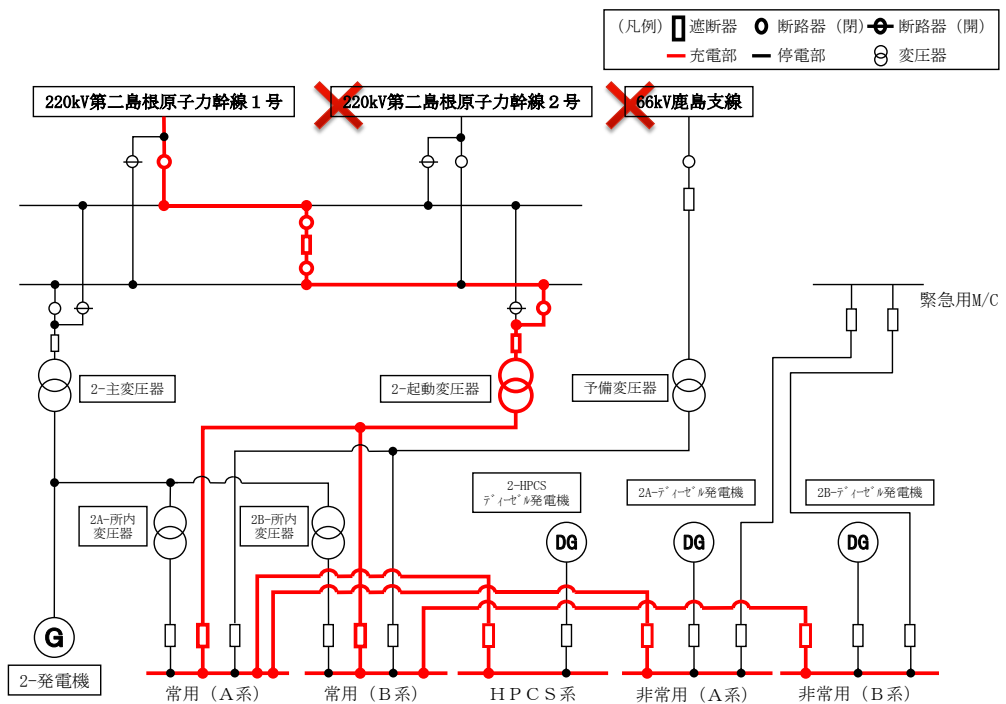 (凡例)
遮断器
断路器 (閉)
断路器 (開)
充電部
停電部
変圧器
220kV第二島根原子力幹線１号
220kV第二島根原子力幹線２号
66kV鹿島支線
緊急用M/C
2-主変圧器
2-起動変圧器
予備変圧器
2-HPCS
ディーゼル発電機
2A-ディーゼル発電機
2B-ディーゼル発電機
2A-所内
変圧器
2B-所内
変圧器
DG
DG
DG
G
2-発電機
常用（Ａ系）
常用（Ｂ系）
ＨＰＣＳ系
非常用（Ａ系）
非常用（Ｂ系）